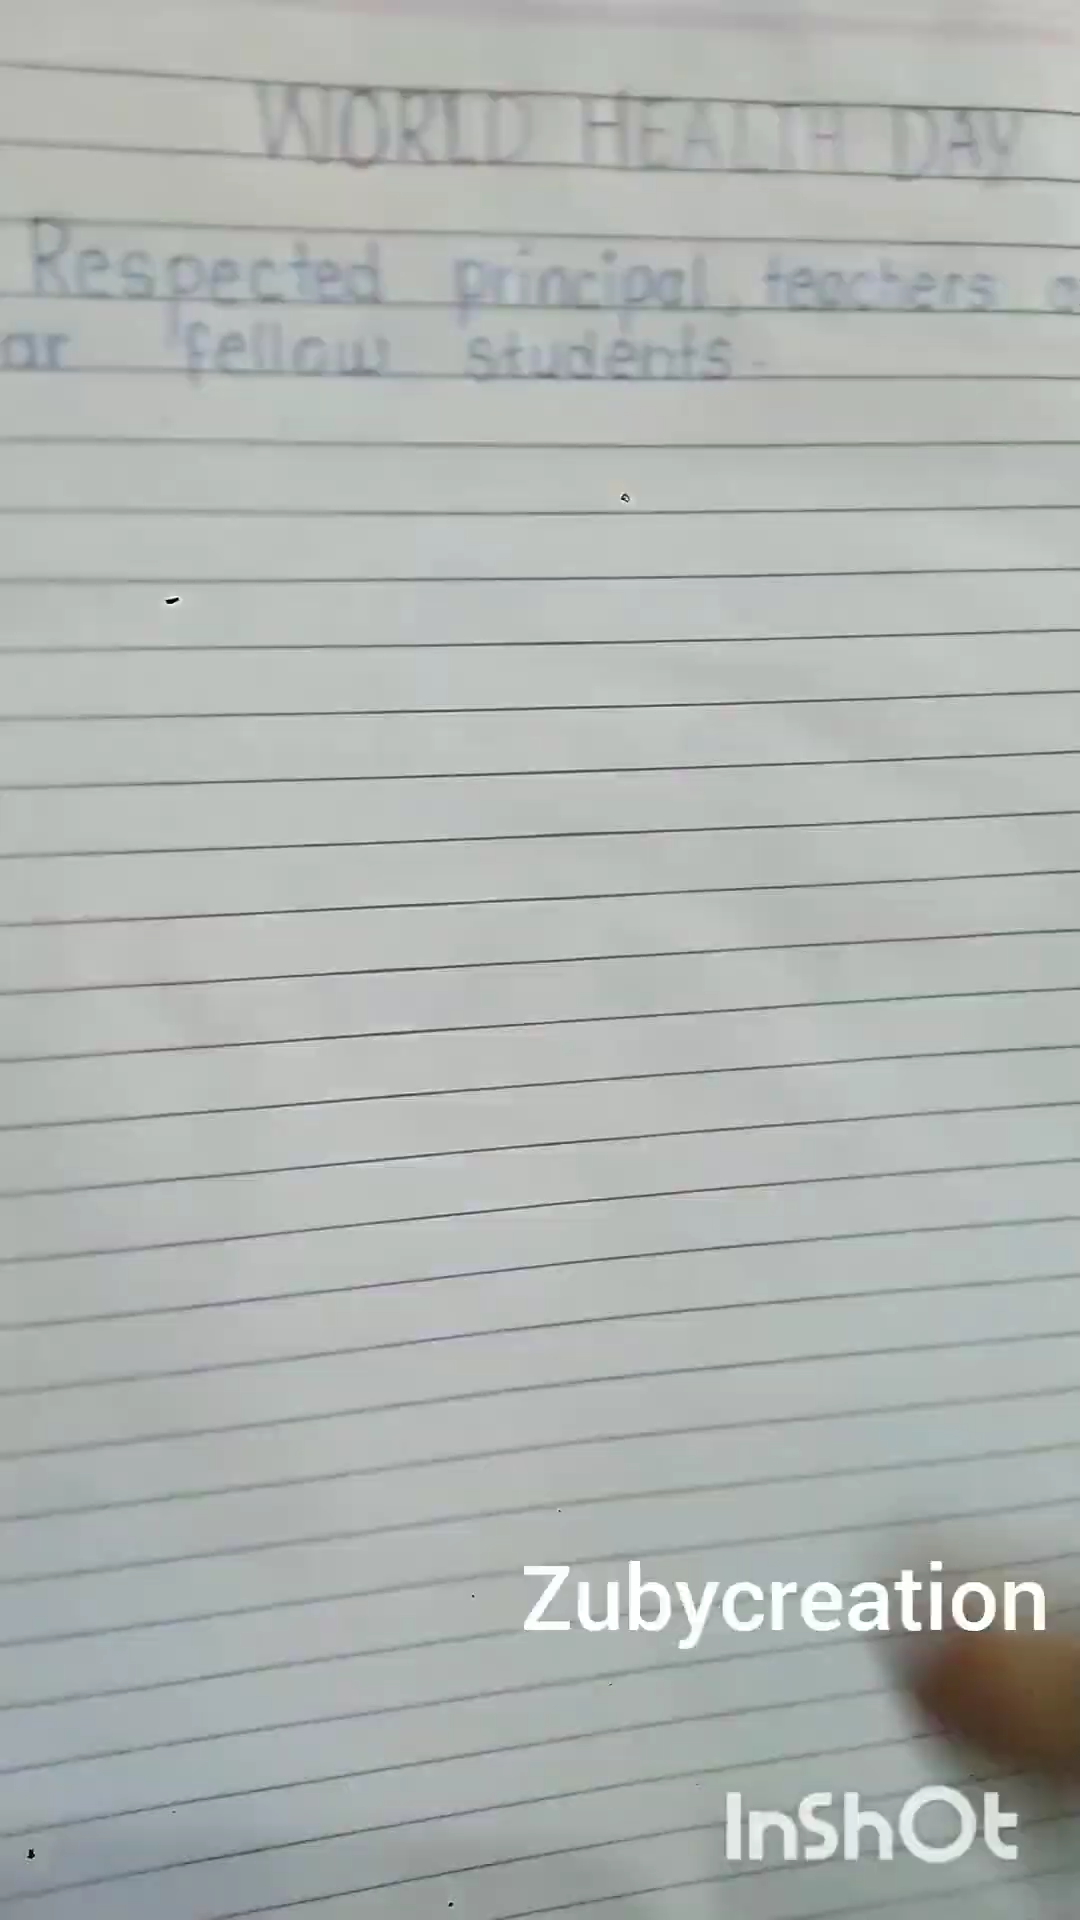 WORLD HEALTH DAY
Respected principal, teachers
fellow students.
Zubycreation
InShOt